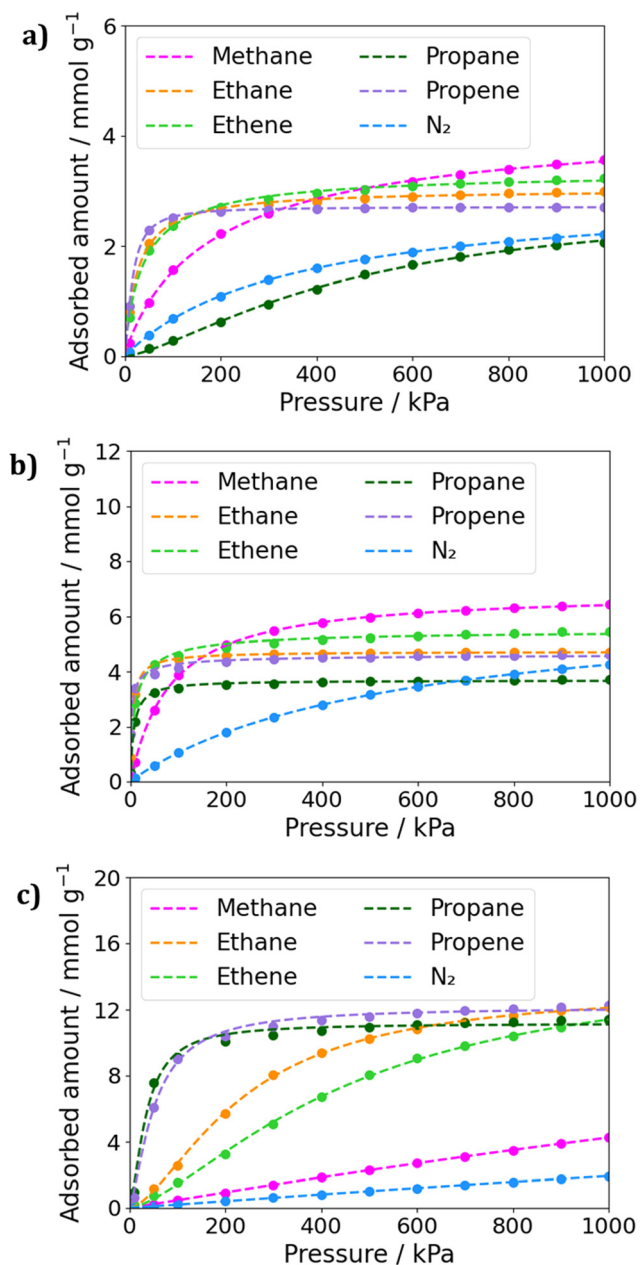 a)
Adsorbed amount / mmol g⁻¹
6
4
2
0
Methane Propane
Ethane Propene
Ethene N₂
0 200 400 600 800 1000
Pressure / kPa
b)
Adsorbed amount / mmol g⁻¹
12
10
8
6
4
2
0
Methane Propane
Ethane Propene
Ethene N₂
0 200 400 600 800 1000
Pressure / kPa
c)
Adsorbed amount / mmol g⁻¹
20
16
12
8
4
0
Methane Propane
Ethane Propene
Ethene N₂
0 200 400 600 800 1000
Pressure / kPa